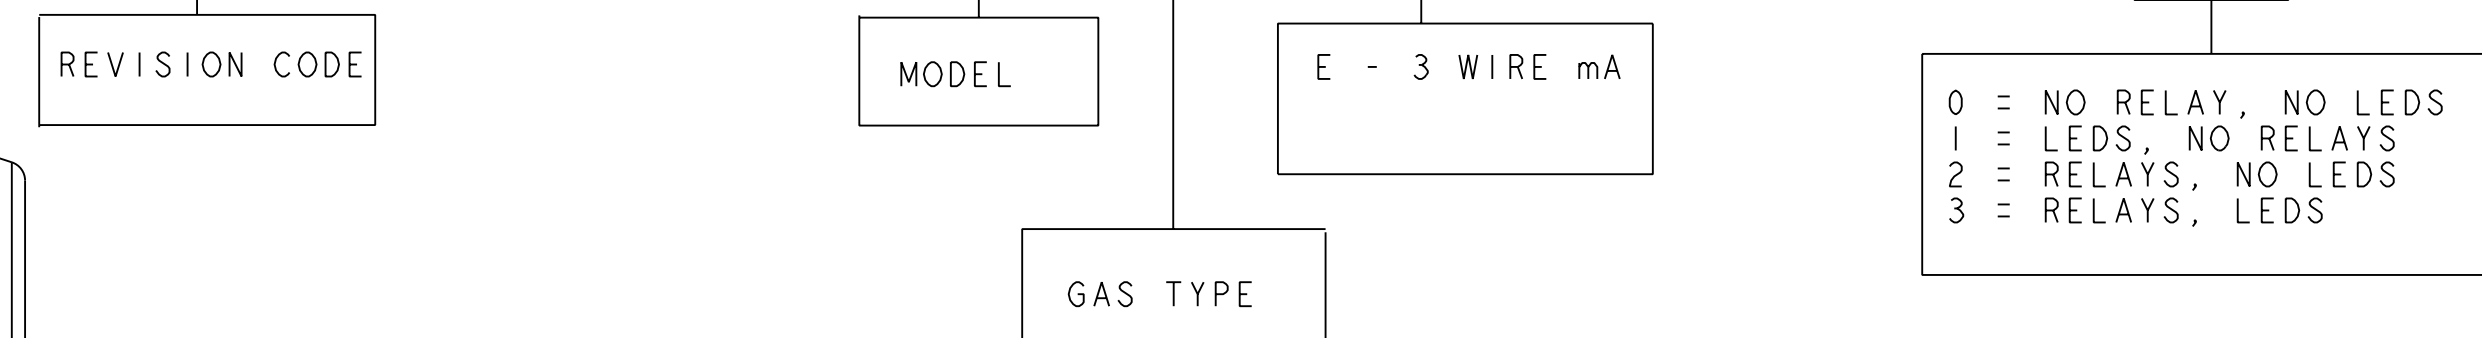 REVISION CODE
MODEL
E - 3 WIRE mA
0 = NO RELAY, NO LEDS
1 = LEDS, NO RELAYS
2 = RELAYS, NO LEDS
3 = RELAYS, LEDS
GAS TYPE